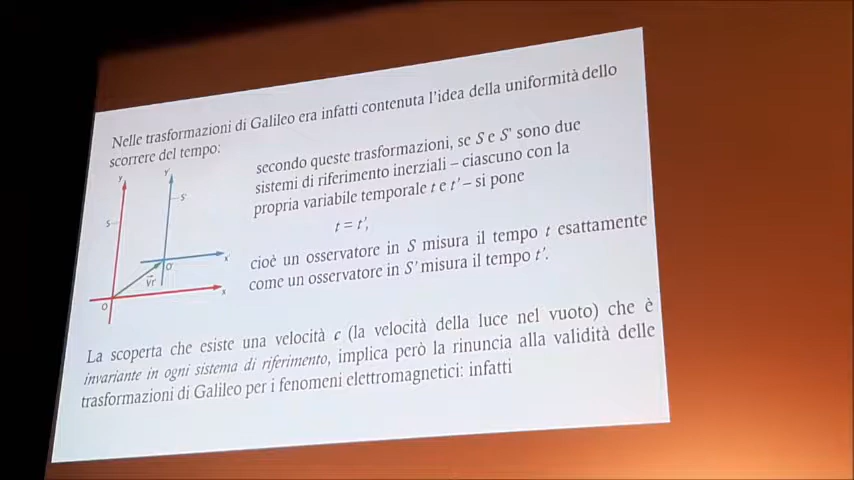 Nelle trasformazioni di Galileo era infatti contenuta l'idea della uniformità dello
scorrere del tempo:
secondo queste trasformazioni, se S e S' sono due
sistemi di riferimento inerziali – ciascuno con la
propria variabile temporale t e t' – si pone
t = t',
cioè un osservatore in S misura il tempo t esattamente
come un osservatore in S' misura il tempo t'.
y
y'
S
S'
x'
O'
vt
x
O
La scoperta che esiste una velocità c (la velocità della luce nel vuoto) che è
invariante in ogni sistema di riferimento, implica però la rinuncia alla validità delle
trasformazioni di Galileo per i fenomeni elettromagnetici: infatti